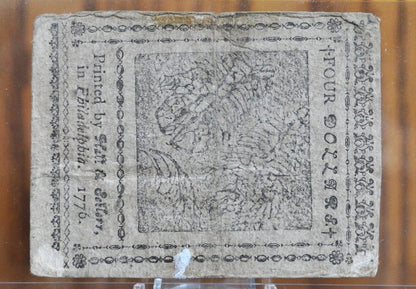 FOUR DOLLARS
Printed by Hall & Sellers,
in Philadelphia. 1776.